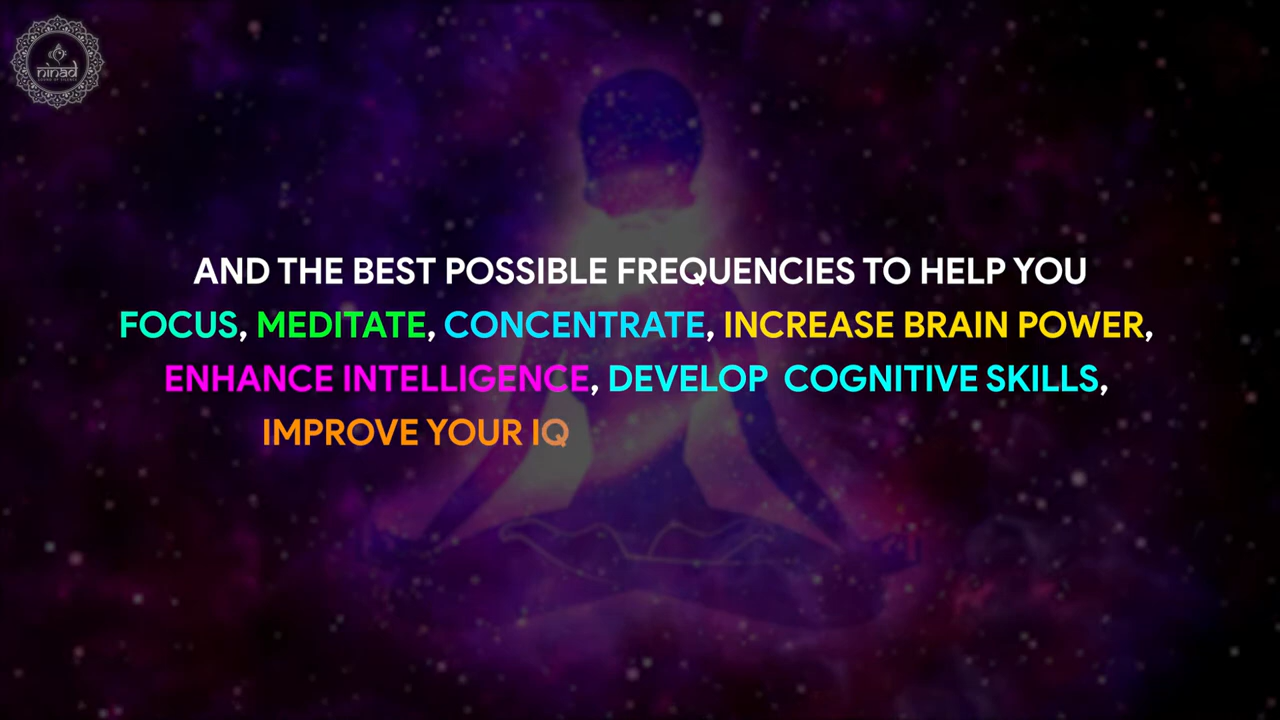 ninad
AND THE BEST POSSIBLE FREQUENCIES TO HELP YOU
FOCUS, MEDITATE, CONCENTRATE, INCREASE BRAIN POWER,
ENHANCE INTELLIGENCE, DEVELOP COGNITIVE SKILLS,
IMPROVE YOUR IQ